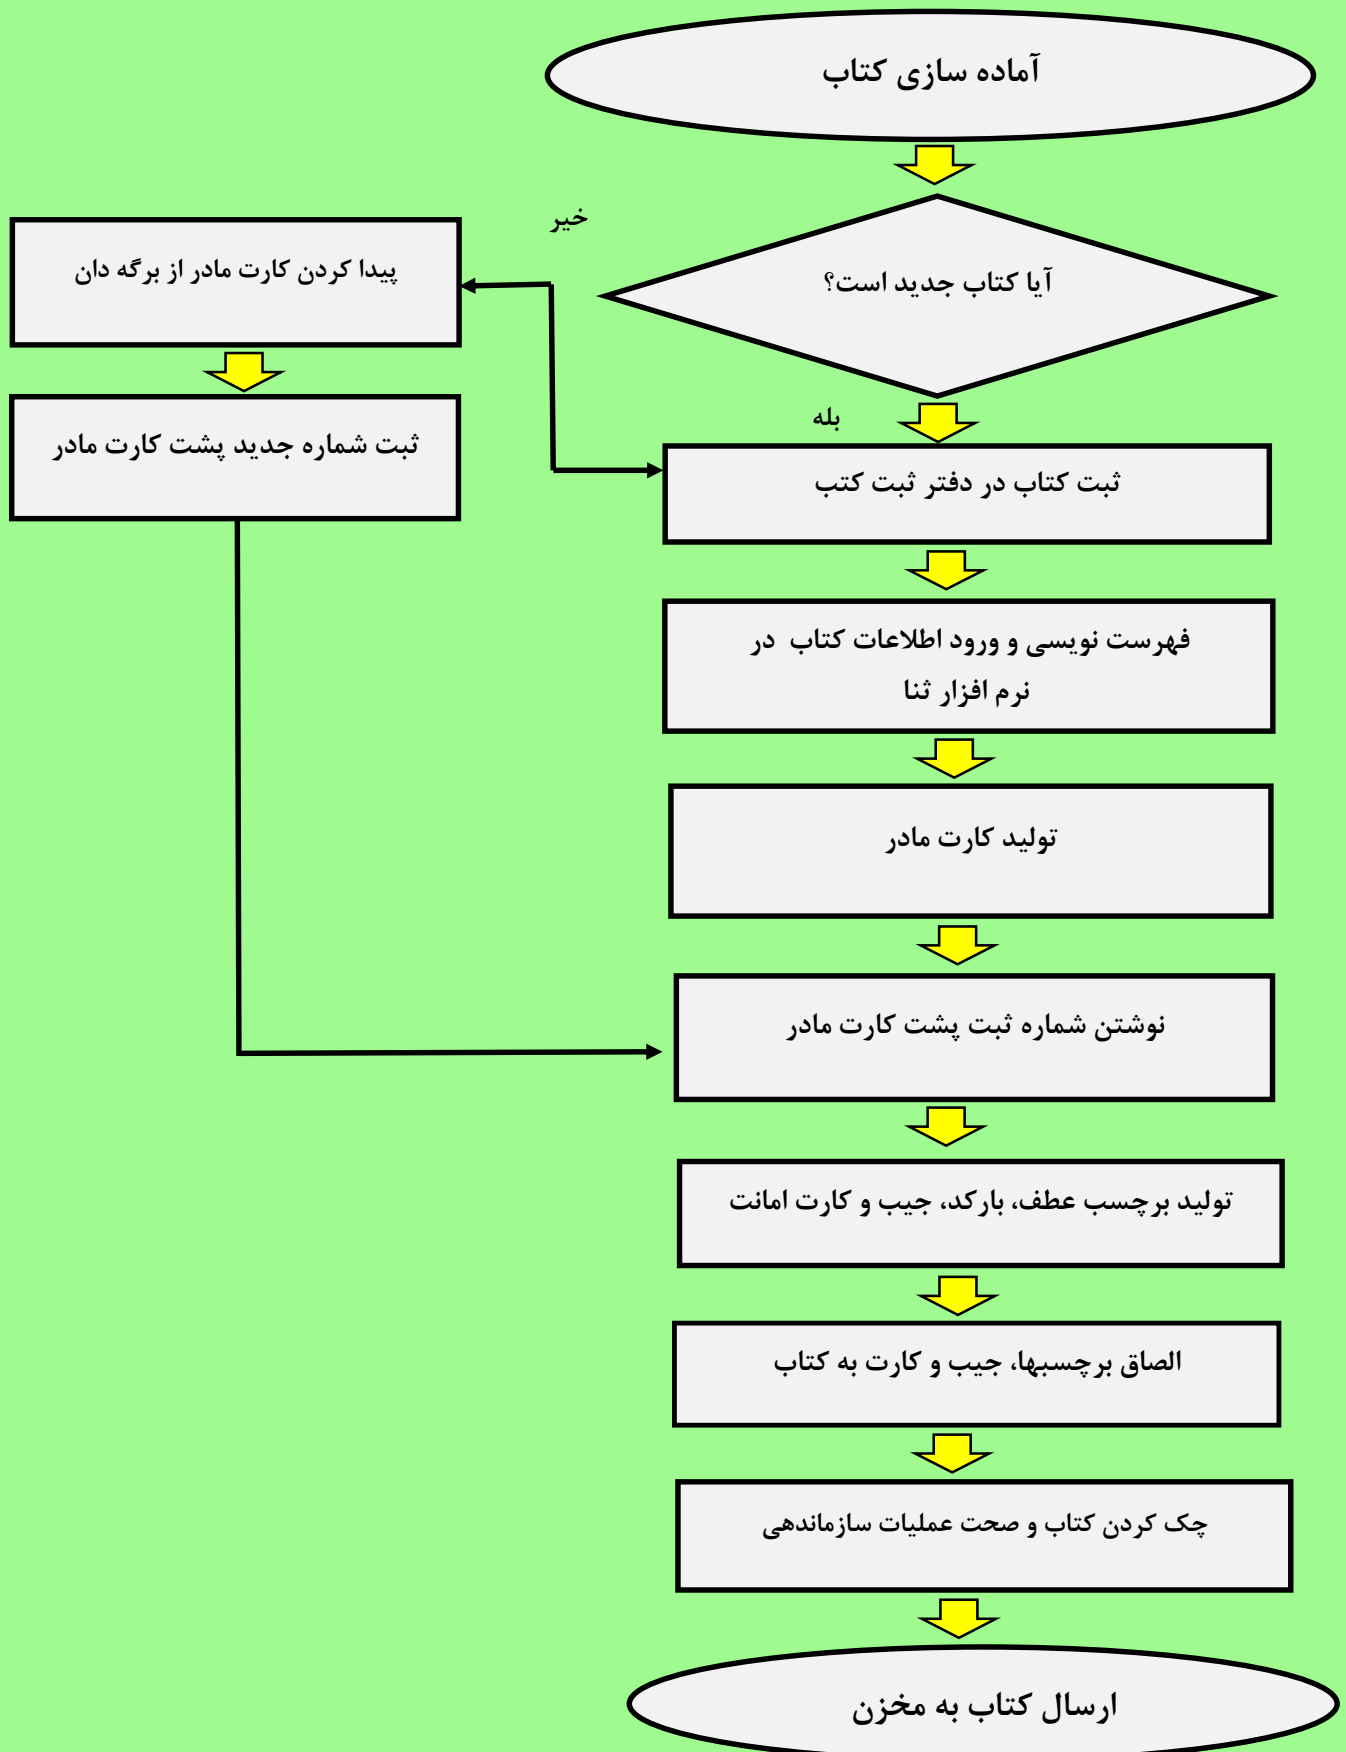 آماده سازی کتاب
خیر
آیا کتاب جدید است؟
پیدا کردن کارت مادر از برگه دان
بله
ثبت شماره جدید پشت کارت مادر
ثبت کتاب در دفتر ثبت کتب
فهرست نویسی و ورود اطلاعات کتاب در
نرم افزار ثنا
تولید کارت مادر
نوشتن شماره ثبت پشت کارت مادر
تولید برچسب عطف، بارکد، جیب و کارت امانت
الصاق برچسبها، جیب و کارت به کتاب
چک کردن کتاب و صحت عملیات سازماندهی
ارسال کتاب به مخزن